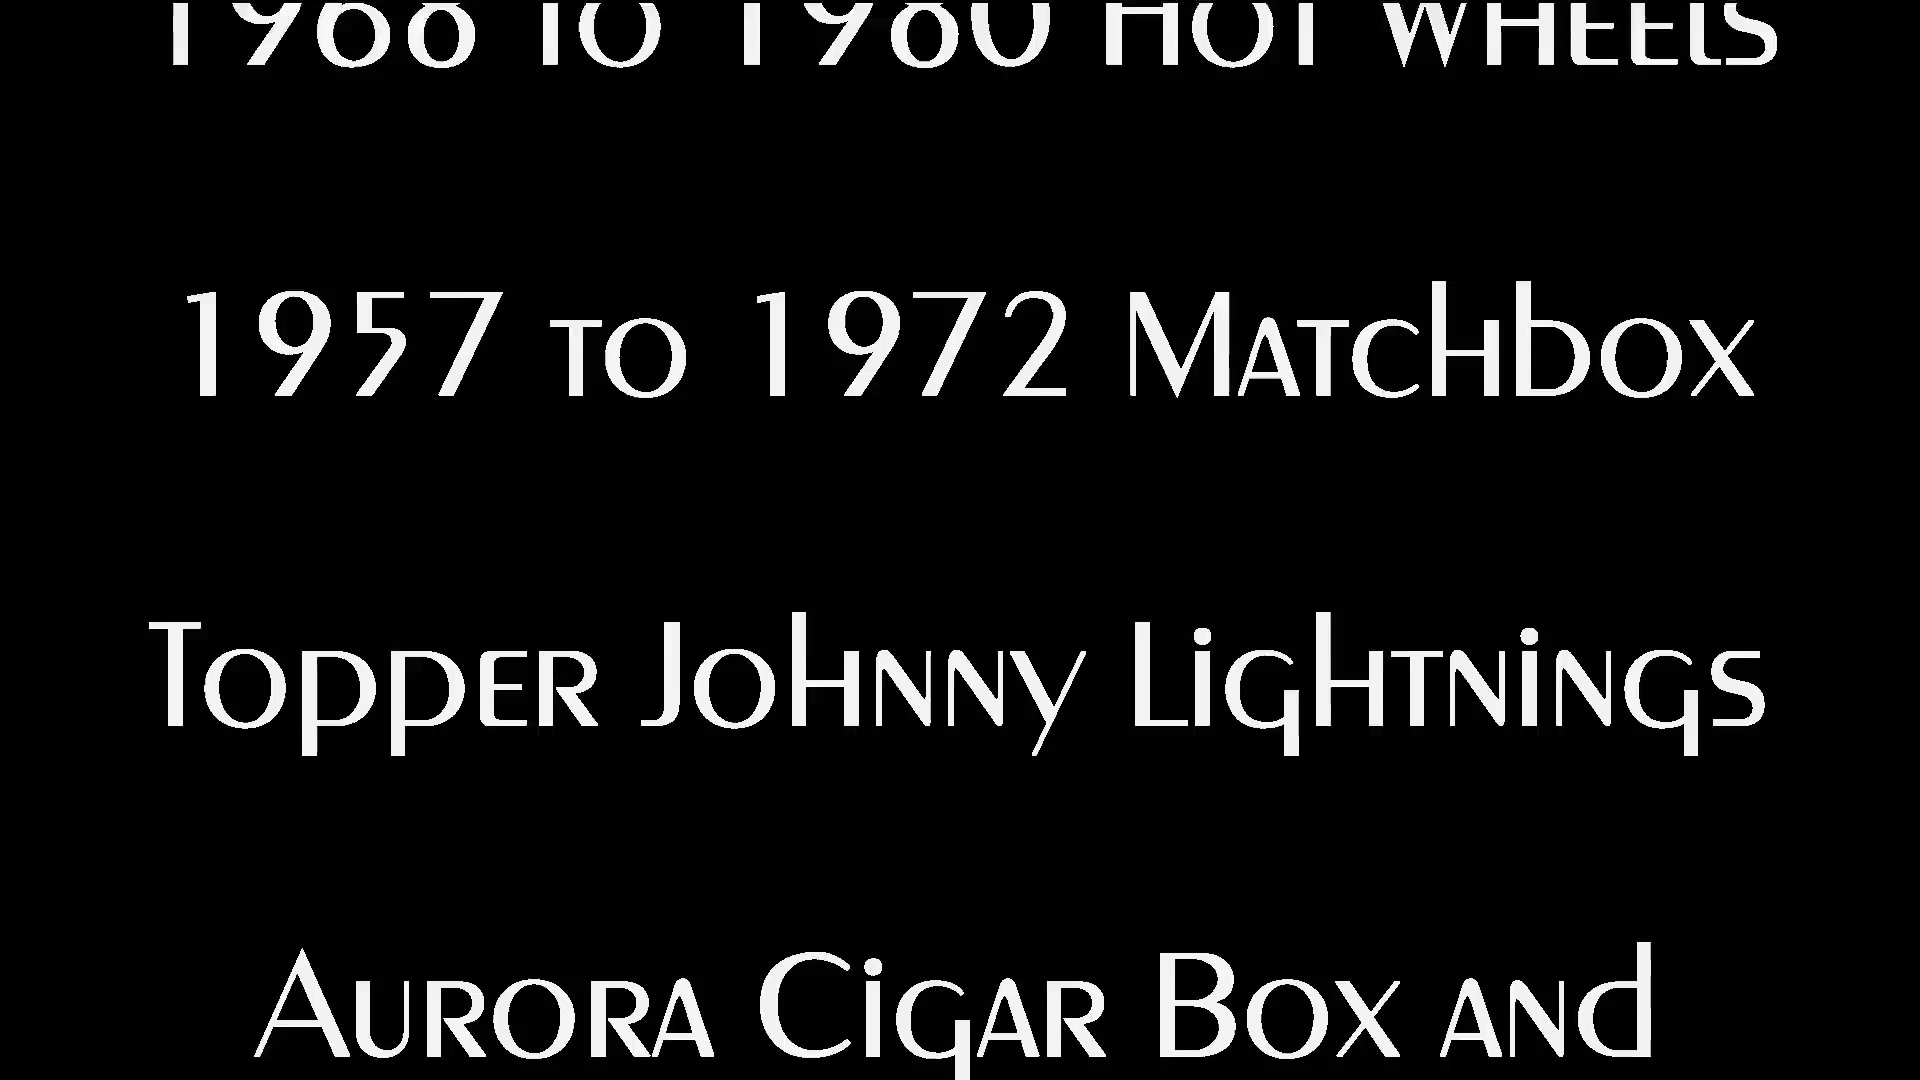 1968 to 1980 Hot Wheels
1957 to 1972 Matchbox
Topper Johnny Lightnings
Aurora Cigar Box and